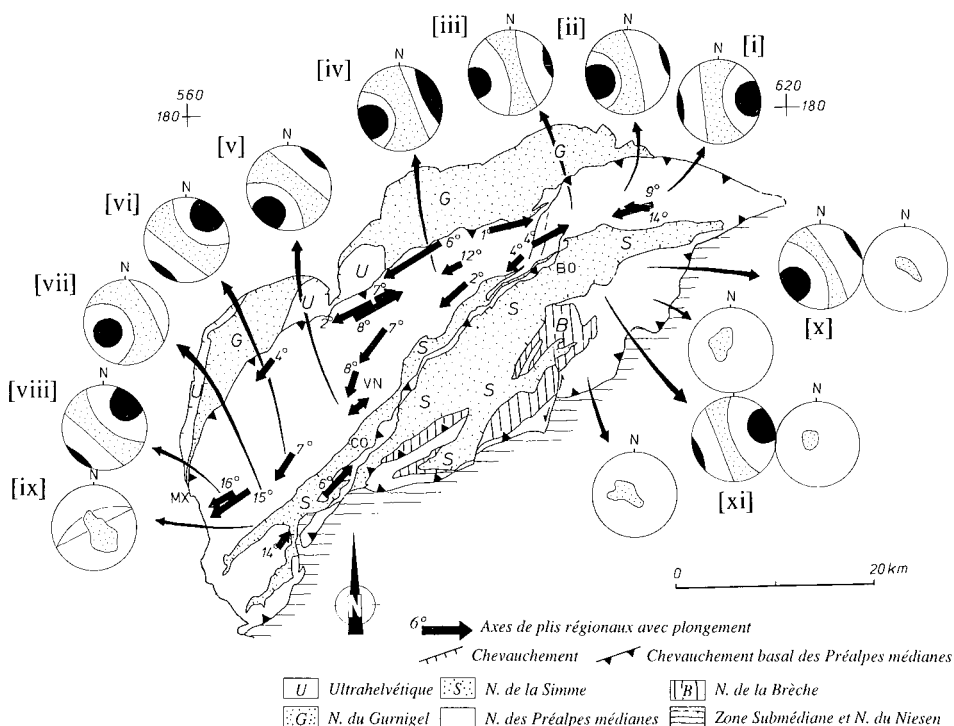 [iii]
[ii]
[i]
[iv]
N
N
N
N
560
180
620
180
[v]
N
[vi]
N
[vii]
N
[viii]
N
[ix]
N
G
G
U
U
G
U
9°
14°
6°
1°
4°
4°
12°
2°
7°
2°
8°
7°
8°
4°
7°
16°
15°
6°
14°
S
BO
S
S
B
S
S
S
S
VN
CO
MX
N
N
[x]
N
N
N
[xi]
N
N
0
20 km
6°
Axes de plis régionaux avec plongement
Chevauchement
Chevauchement basal des Préalpes médianes
U Ultrahelvétique
S N. de la Simme
B N. de la Brèche
G N. du Gurnigel
N. des Préalpes médianes
Zone Submédiane et N. du Niesen